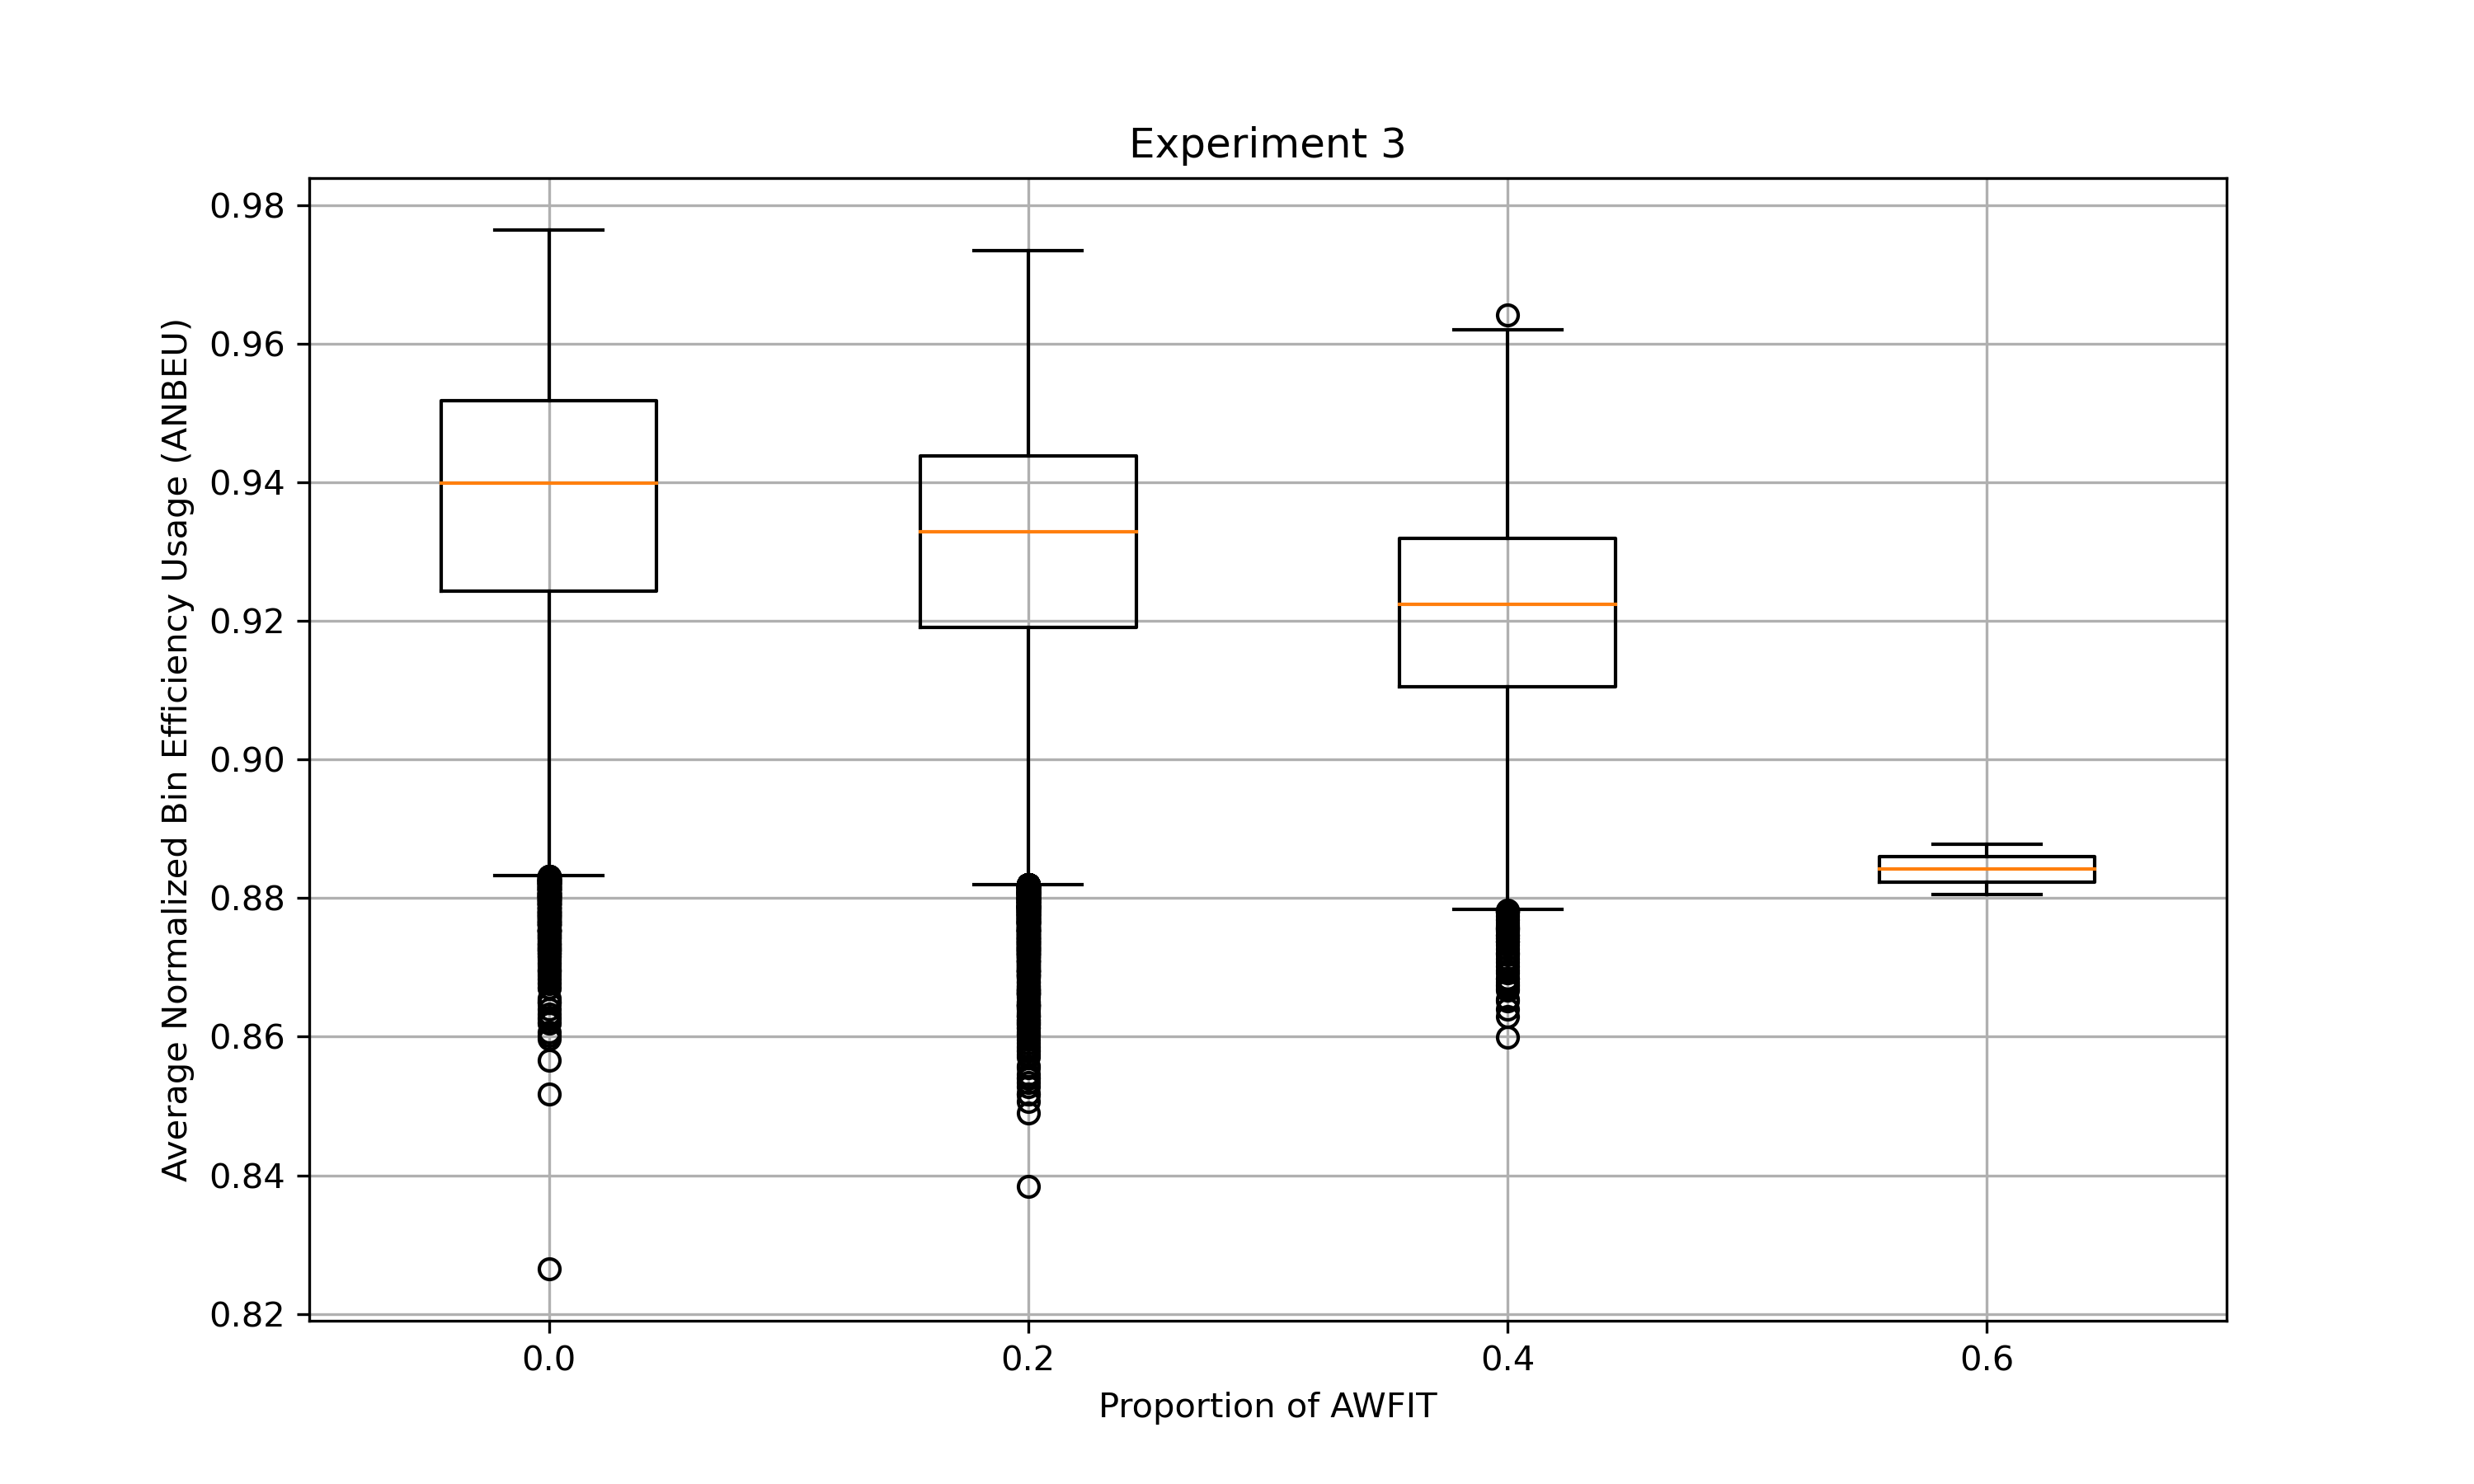 Experiment 3
Average Normalized Bin Efficiency Usage (ANBEU)
0.98
0.96
0.94
0.92
0.90
0.88
0.86
0.84
0.82
0.0 0.2 0.4 0.6
Proportion of AWFIT